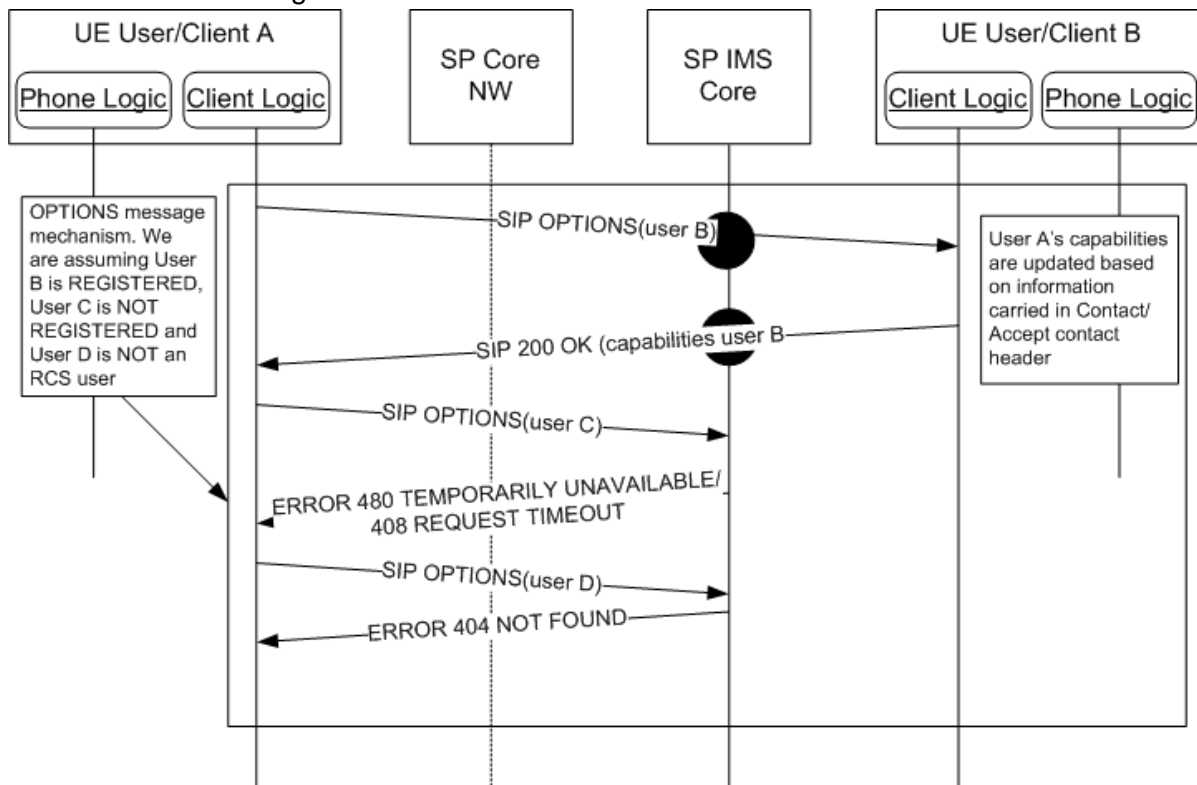 UE User/Client A
Phone Logic
Client Logic
SP Core
NW
SP IMS
Core
UE User/Client B
Client Logic
Phone Logic
OPTIONS message
mechanism. We
are assuming User
B is REGISTERED,
User C is NOT
REGISTERED and
User D is NOT an
RCS user
SIP OPTIONS(user B)
User A's capabilities
are updated based
on information
carried in Contact/
Accept contact
header
SIP 200 OK (capabilities user B
SIP OPTIONS(user C)
ERROR 480 TEMPORARILY UNAVAILABLE/
408 REQUEST TIMEOUT
SIP OPTIONS(user D)
ERROR 404 NOT FOUND